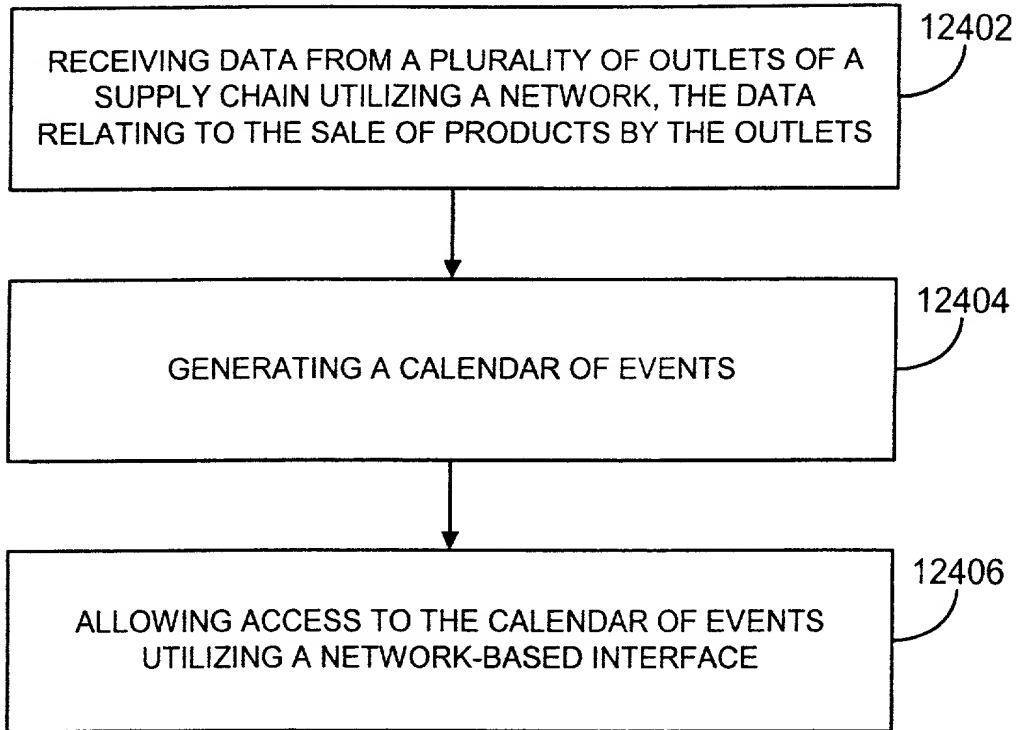 RECEIVING DATA FROM A PLURALITY OF OUTLETS OF A
SUPPLY CHAIN UTILIZING A NETWORK, THE DATA
RELATING TO THE SALE OF PRODUCTS BY THE OUTLETS
12402
GENERATING A CALENDAR OF EVENTS
12404
ALLOWING ACCESS TO THE CALENDAR OF EVENTS
UTILIZING A NETWORK-BASED INTERFACE
12406